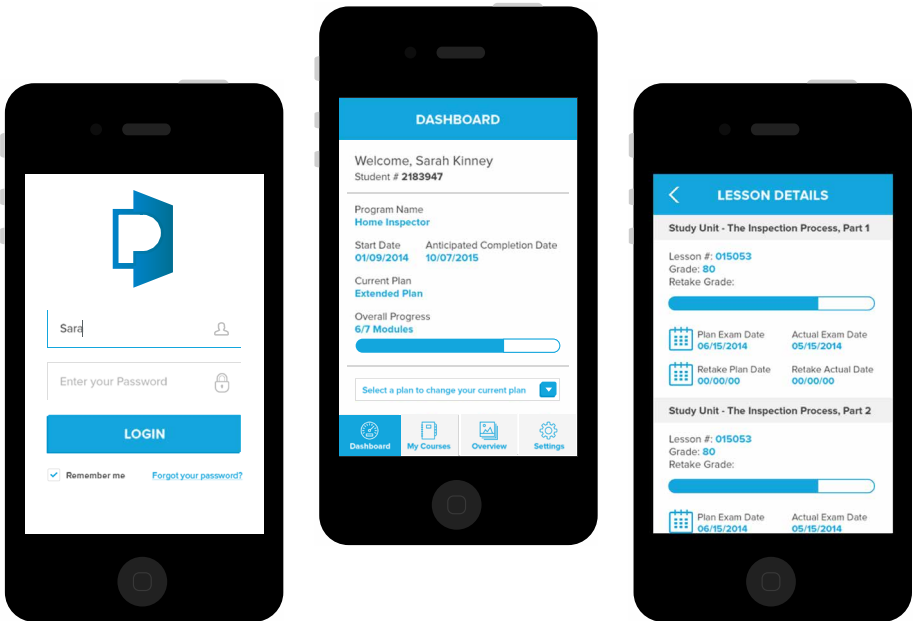 Sara
Enter your Password
LOGIN
Remember me Forgot your password?
DASHBOARD
Welcome, Sarah Kinney
Student # 2183947
Program Name
Home Inspector
Start Date Anticipated Completion Date
01/09/2014 10/07/2015
Current Plan
Extended Plan
Overall Progress
6/7 Modules
Select a plan to change your current plan
Dashboard My Courses Overview Settings
LESSON DETAILS
Study Unit - The Inspection Process, Part 1
Lesson #: 015053
Grade: 80
Retake Grade:
Plan Exam Date Actual Exam Date
06/15/2014 05/15/2014
Retake Plan Date Retake Actual Date
00/00/00 00/00/00
Study Unit - The Inspection Process, Part 2
Lesson #: 015053
Grade: 80
Retake Grade:
Plan Exam Date Actual Exam Date
06/15/2014 05/15/2014